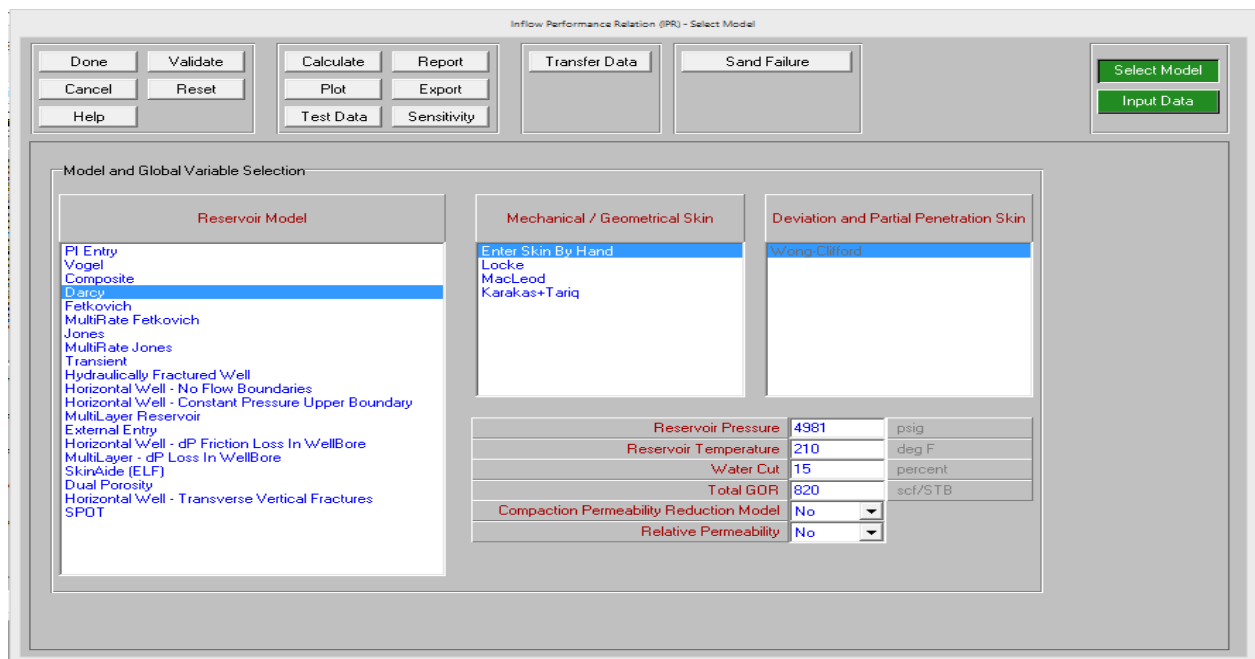 Inflow Performance Relation (IPR) - Select Model
Done Validate Calculate Report Transfer Data Sand Failure Select Model
Cancel Reset Plot Export Input Data
Help Test Data Sensitivity
Model and Global Variable Selection
Reservoir Model
PI Entry
Vogel
Composite
Darcy
Fetkovich
MultiRate Fetkovich
Jones
MultiRate Jones
Transient
Hydraulically Fractured Well
Horizontal Well - No Flow Boundaries
Horizontal Well - Constant Pressure Upper Boundary
MultiLayer Reservoir
External Entry
Horizontal Well - dP Friction Loss In WellBore
MultiLayer - dP Loss In WellBore
SkinAide (ELF)
Dual Porosity
Horizontal Well - Transverse Vertical Fractures
SPOT
Mechanical / Geometrical Skin
Enter Skin By Hand
Locke
MacLeod
Karakas+Tariq
Deviation and Partial Penetration Skin
Wong-Clifford
Reservoir Pressure 4981 psig
Reservoir Temperature 210 deg F
Water Cut 15 percent
Total GOR 820 scf/STB
Compaction Permeability Reduction Model No
Relative Permeability No